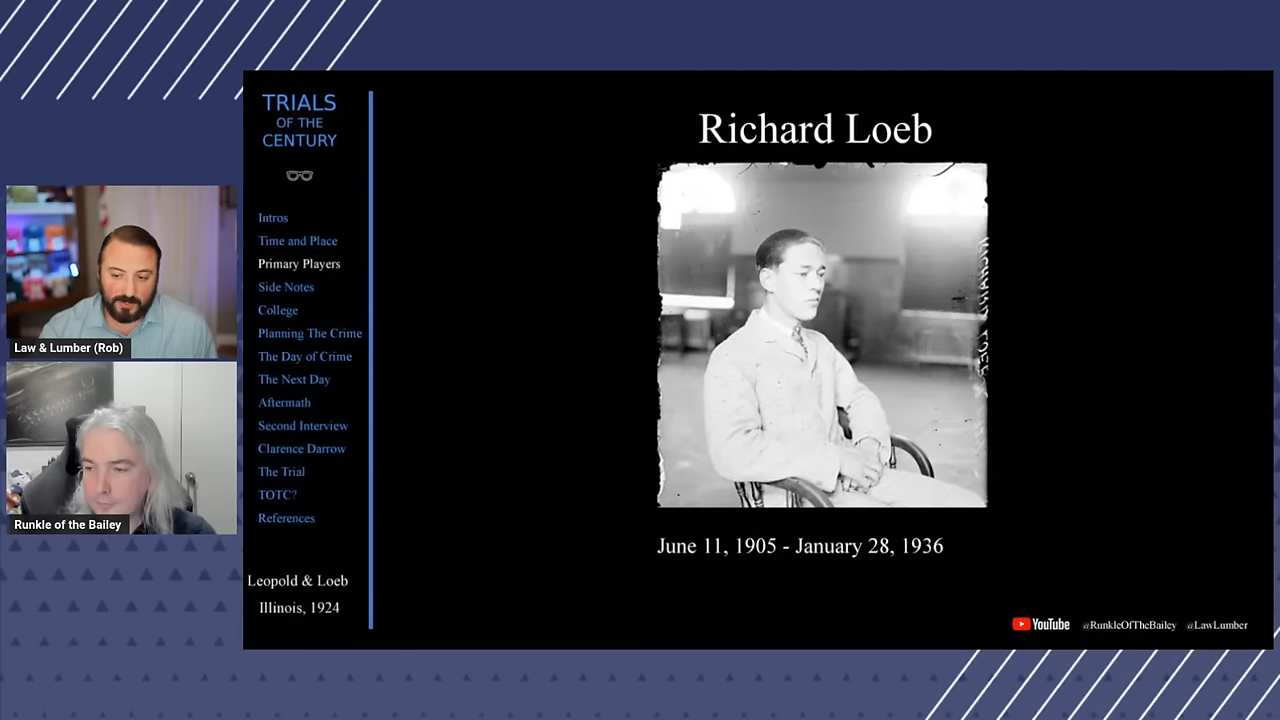 TRIALS
OF THE
CENTURY
Intros
Time and Place
Primary Players
Side Notes
College
Planning The Crime
The Day of Crime
The Next Day
Aftermath
Second Interview
Clarence Darrow
The Trial
TOTC?
References
Leopold & Loeb
Illinois, 1924
Richard Loeb
RICHARD LOEB
June 11, 1905 - January 28, 1936
YouTube @RunkleOfTheBailey @LawLumber
Law & Lumber (Rob)
Runkle of the Bailey